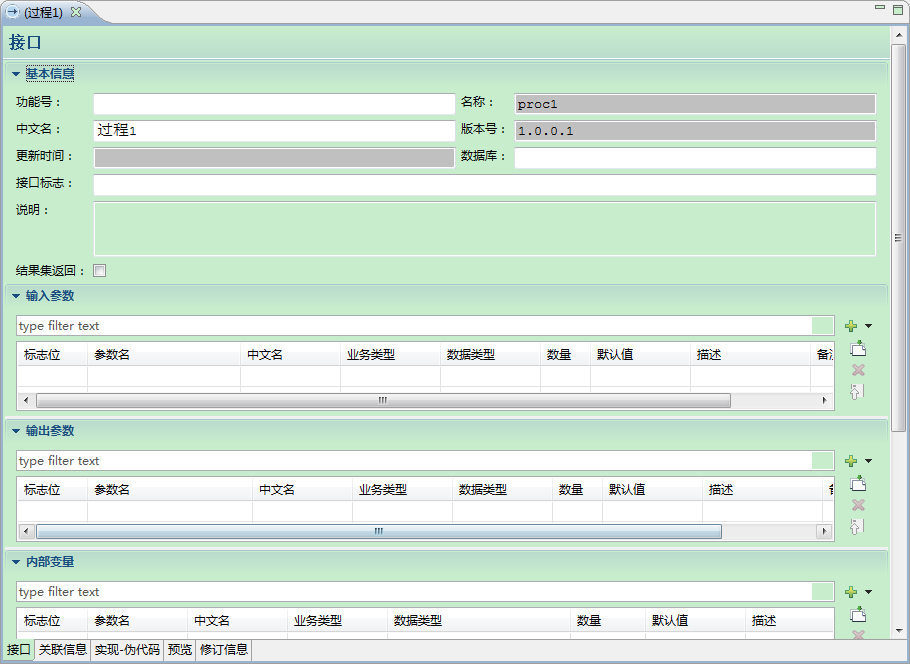 (过程1)
接口
基本信息
功能号： 名称： proc1
中文名： 过程1 版本号： 1.0.0.1
更新时间： 数据库：
接口标志：
说明：
结果集返回：
输入参数
type filter text
标志位 参数名 中文名 业务类型 数据类型 数量 默认值 描述
输出参数
type filter text
标志位 参数名 中文名 业务类型 数据类型 数量 默认值 描述
内部变量
type filter text
标志位 参数名 中文名 业务类型 数据类型 数量 默认值 描述
接口 关联信息 实现-伪代码 预览 修订信息